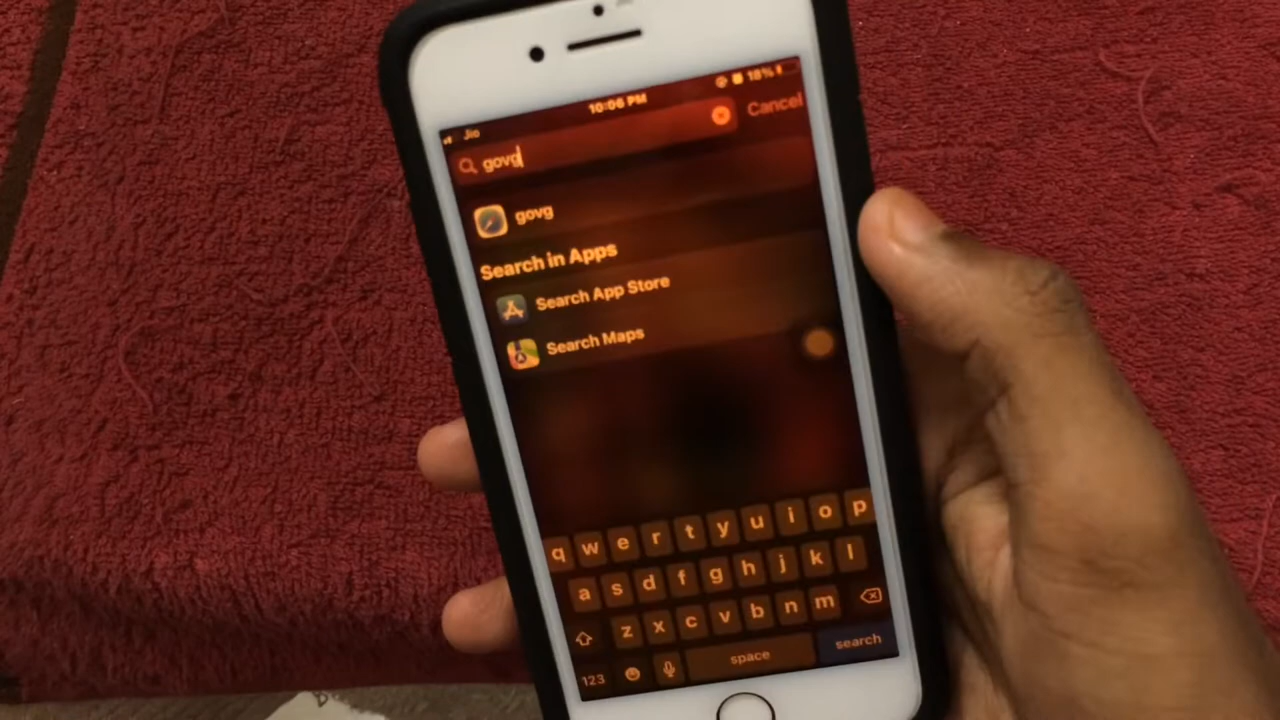 Jio 10:06 PM 18%
govg Cancel
govg
Search in Apps
Search App Store
Search Maps
q w e r t y u i o p
a s d f g h j k l
z x c v b n m
123 space search